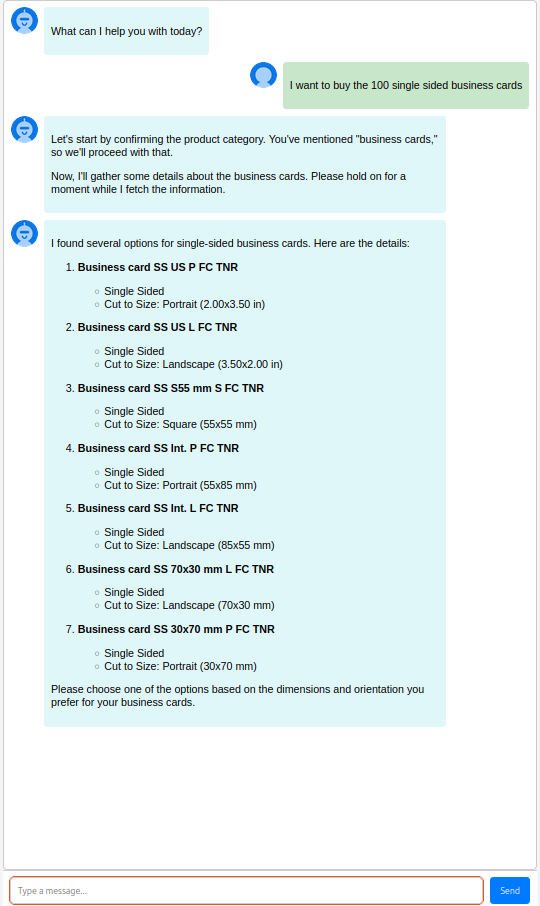 What can I help you with today?
I want to buy the 100 single sided business cards
Let's start by confirming the product category. You've mentioned "business cards,"
so we'll proceed with that.
Now, I'll gather some details about the business cards. Please hold on for a
moment while I fetch the information.
I found several options for single-sided business cards. Here are the details:
1. Business card SS US P FC TNR
○ Single Sided
○ Cut to Size: Portrait (2.00x3.50 in)
2. Business card SS US L FC TNR
○ Single Sided
○ Cut to Size: Landscape (3.50x2.00 in)
3. Business card SS S55 mm S FC TNR
○ Single Sided
○ Cut to Size: Square (55x55 mm)
4. Business card SS Int. P FC TNR
○ Single Sided
○ Cut to Size: Portrait (55x85 mm)
5. Business card SS Int. L FC TNR
○ Single Sided
○ Cut to Size: Landscape (85x55 mm)
6. Business card SS 70x30 mm L FC TNR
○ Single Sided
○ Cut to Size: Landscape (70x30 mm)
7. Business card SS 30x70 mm P FC TNR
○ Single Sided
○ Cut to Size: Portrait (30x70 mm)
Please choose one of the options based on the dimensions and orientation you
prefer for your business cards.
Type a message...
Send